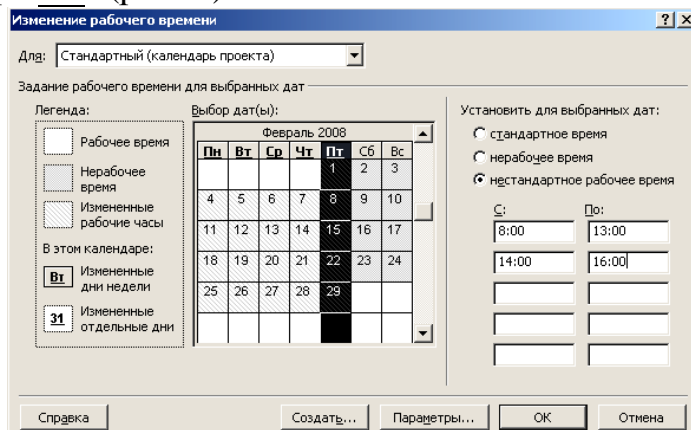 Изменение рабочего времени
Для: Стандартный (календарь проекта)
Задание рабочего времени для выбранных дат
Легенда:
Рабочее время
Нерабочее
время
Измененные
рабочие часы
В этом календаре:
Вт
Измененные
дни недели
31
Измененные
отдельные дни
Выбор дат(ы):
Февраль 2008
Пн Вт Ср Чт Пт Сб Вс
1 2 3
4 5 6 7 8 9 10
11 12 13 14 15 16 17
18 19 20 21 22 23 24
25 26 27 28 29
Установить для выбранных дат:
стандартное время
нерабочее время
нестандартное рабочее время
С: По:
8:00 13:00
14:00 16:00
Справка Создать... Параметры... ОК Отмена